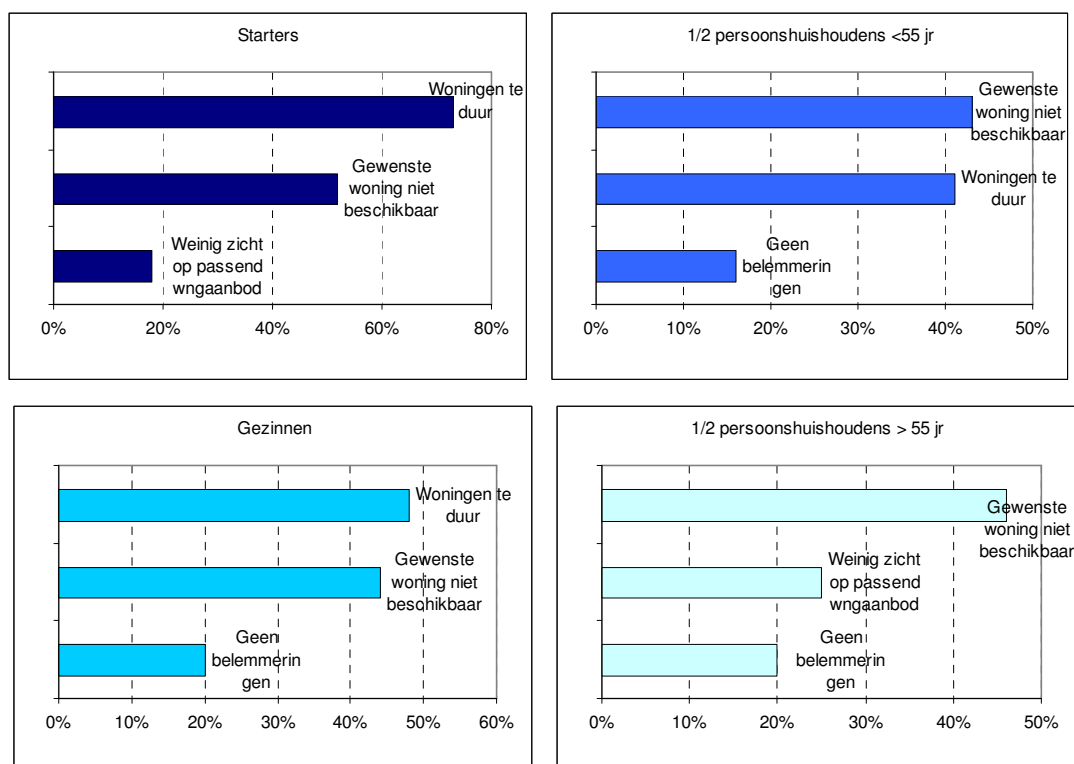 Starters
Woningen te
duur
Gewenste
woning niet
beschikbaar
Weinig zicht
op passend
wngaanbod
0% 20% 40% 60% 80%
1/2 persoonshuishoudens <55 jr
Gewenste
woning niet
beschikbaar
Woningen te
duur
Geen
belemmerin
gen
0% 10% 20% 30% 40% 50%
Gezinnen
Woningen te
duur
Gewenste
woning niet
beschikbaar
Geen
belemmerin
gen
0% 10% 20% 30% 40% 50% 60%
1/2 persoonshuishoudens > 55 jr
Gewenste
woning niet
beschikbaar
Weinig zicht
op passend
wngaanbod
Geen
belemmerin
gen
0% 10% 20% 30% 40% 50%